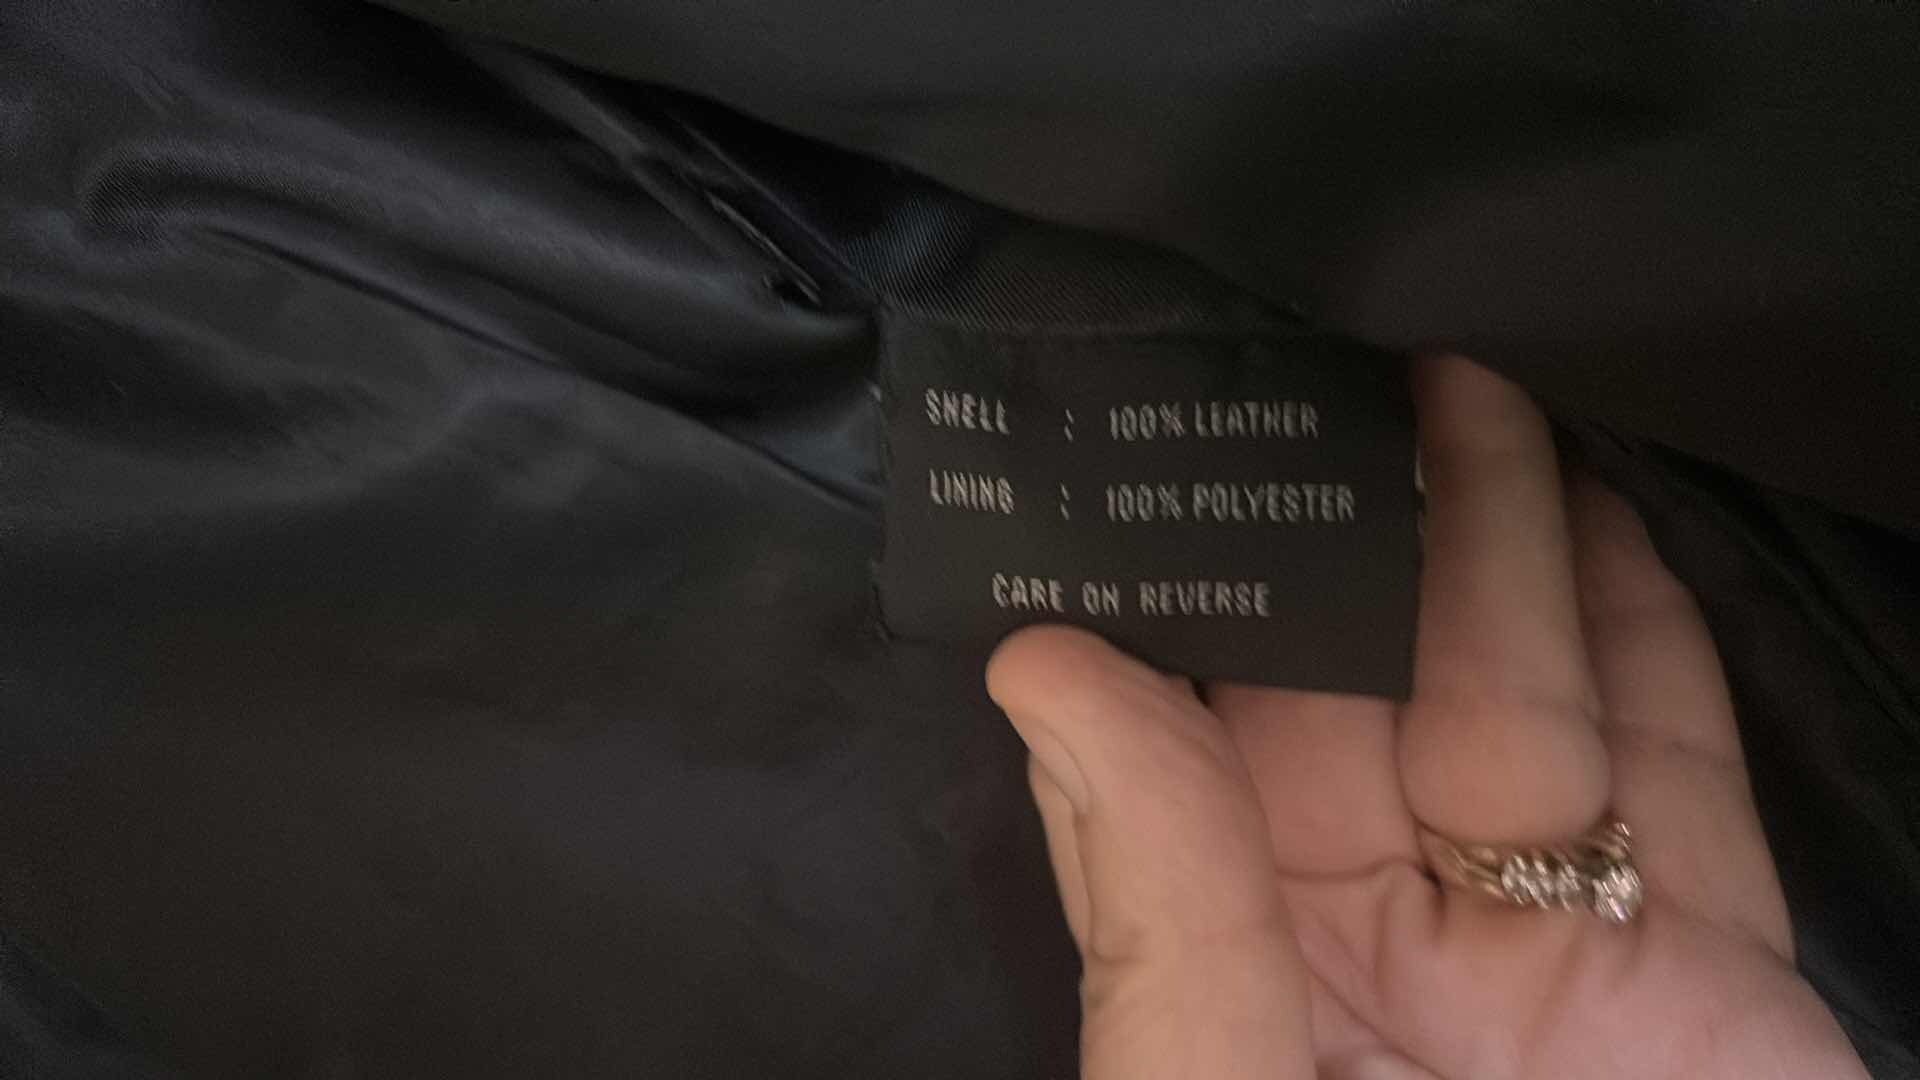 SHELL : 100% LEATHER
LINING : 100% POLYESTER
CARE ON REVERSE